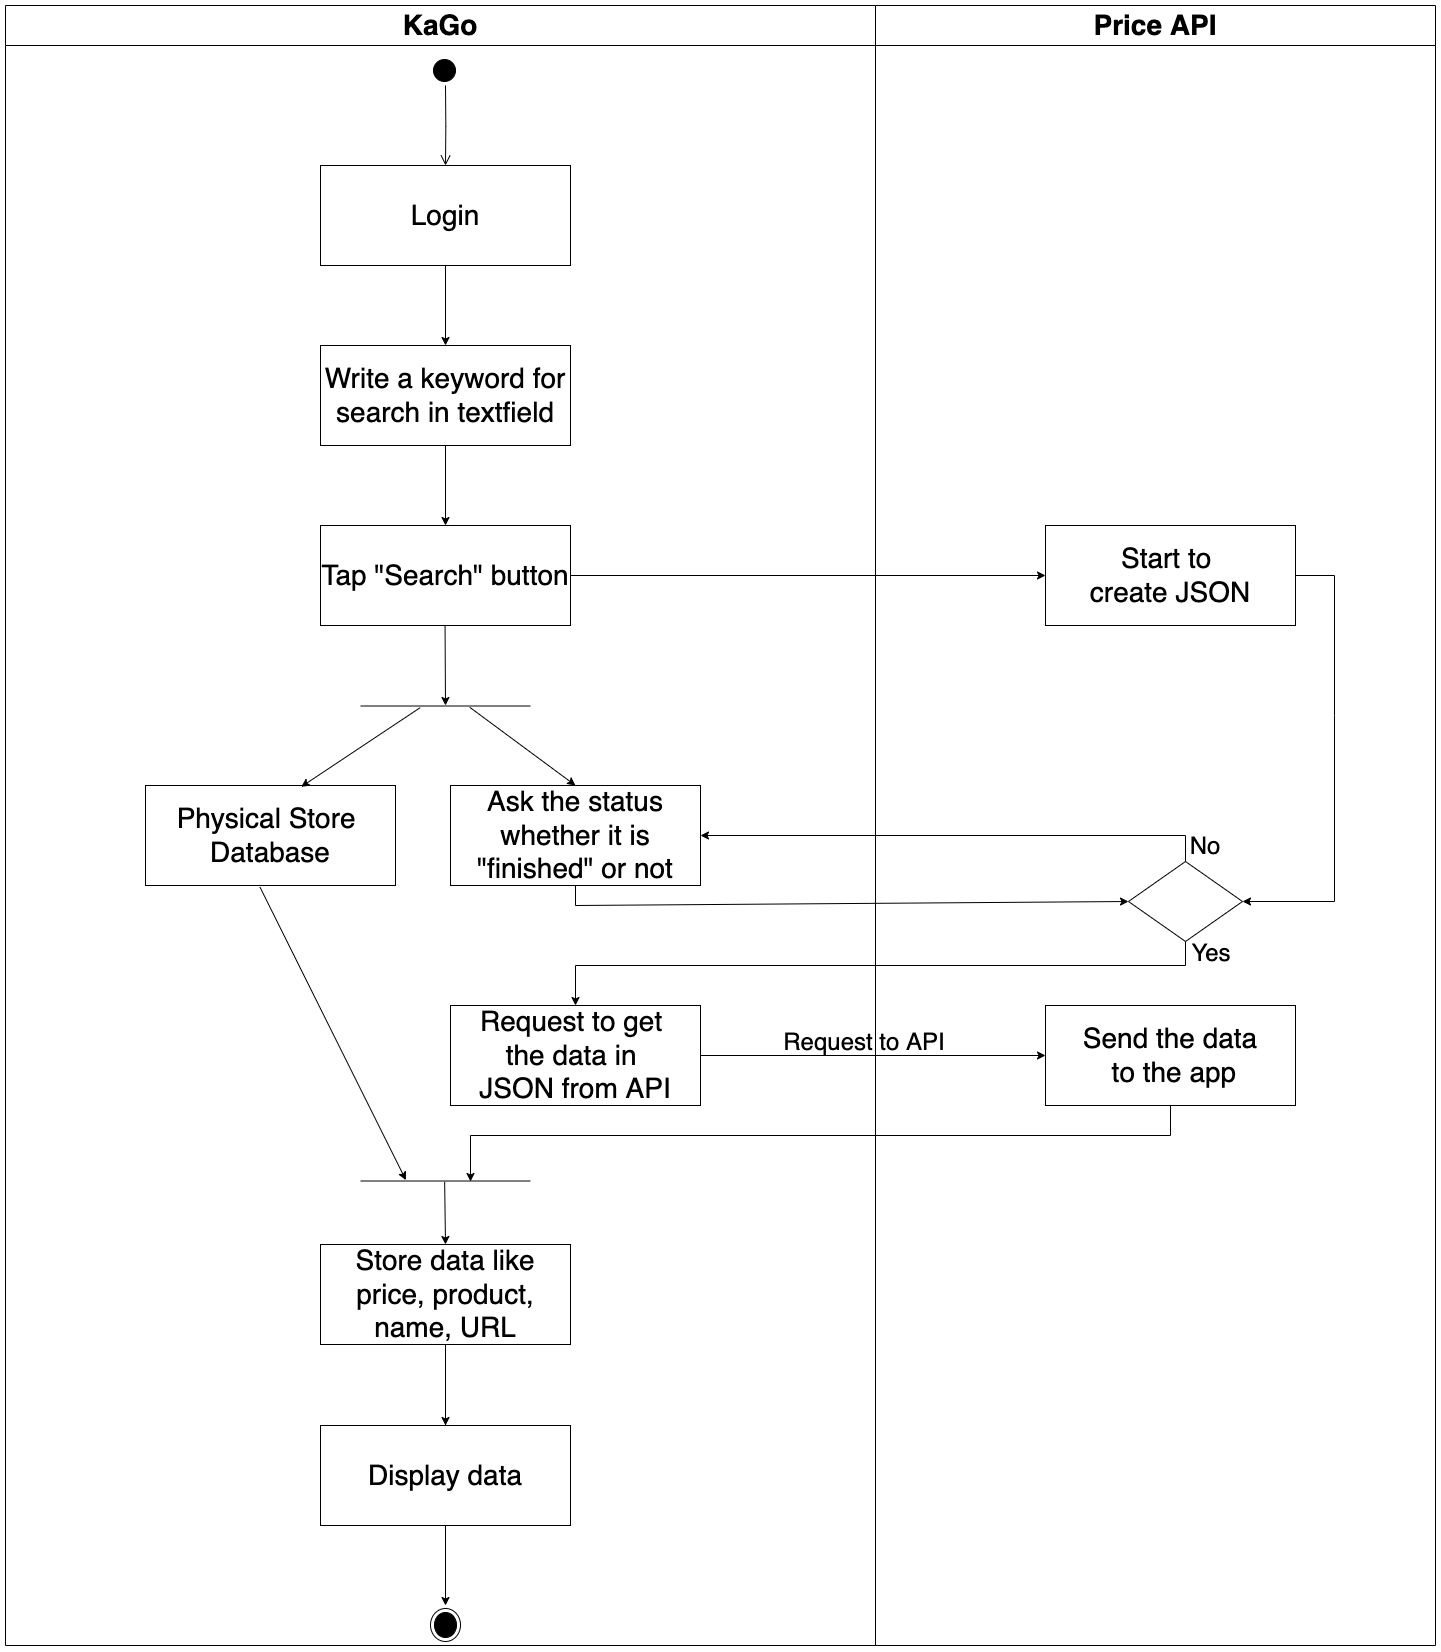 KaGo
Price API
Login
Write a keyword for
search in textfield
Tap "Search" button
Start to
create JSON
Physical Store
Database
Ask the status
whether it is
"finished" or not
No
Yes
Request to get
the data in
JSON from API
Request to API
Send the data
to the app
Store data like
price, product,
name, URL
Display data